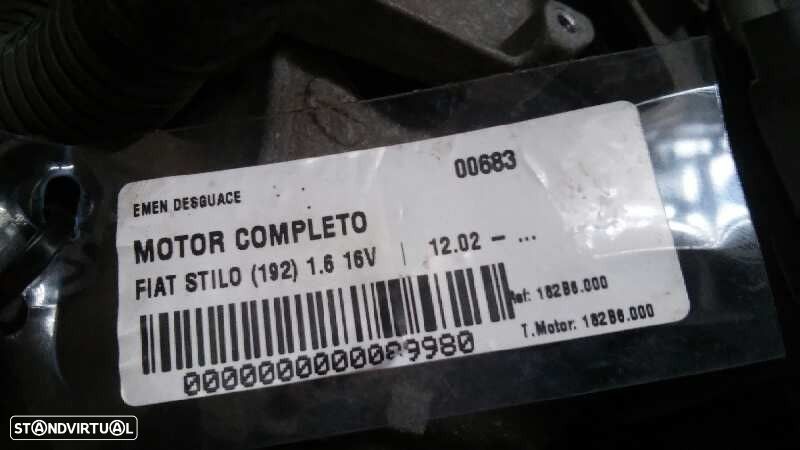 00683
EMEN DESGUACE
MOTOR COMPLETO
FIAT STILO (192) 1.6 16V | 12.02 - ...
Ref: 182B6.000
T.Motor: 182B6.000
0000000000089980
STANDVIRTUAL